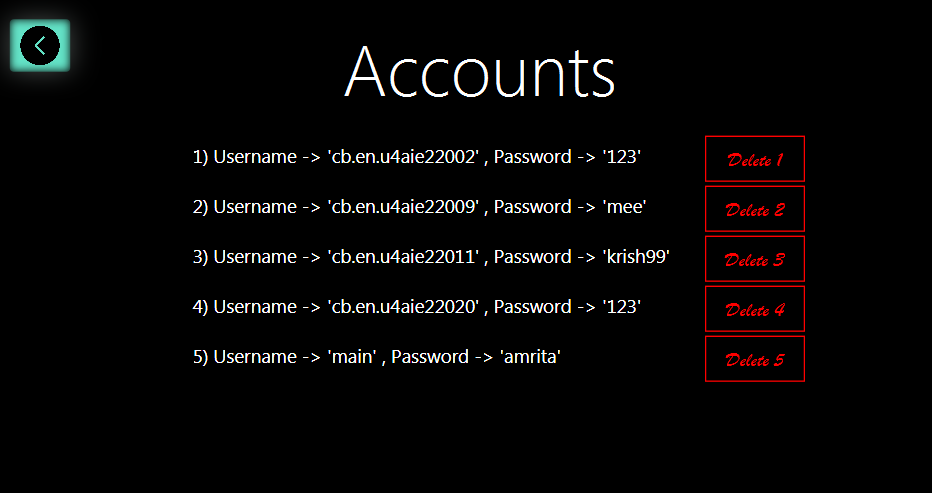 Accounts
1) Username -> 'cb.en.u4aie22002' , Password -> '123'
Delete 1
2) Username -> 'cb.en.u4aie22009' , Password -> 'mee'
Delete 2
3) Username -> 'cb.en.u4aie22011' , Password -> 'krish99'
Delete 3
4) Username -> 'cb.en.u4aie22020' , Password -> '123'
Delete 4
5) Username -> 'main' , Password -> 'amrita'
Delete 5